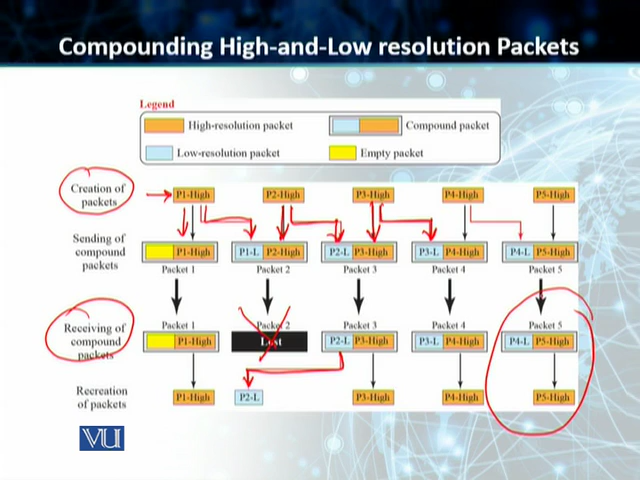 Compounding High-and-Low resolution Packets
Legend
High-resolution packet
Compound packet
Low-resolution packet
Empty packet
Creation of
packets
P1-High
P2-High
P3-High
P4-High
P5-High
Sending of
compound
packets
P1-High
P1-L P2-High
P2-L P3-High
P3-L P4-High
P4-L P5-High
Packet 1
Packet 2
Packet 3
Packet 4
Packet 5
Receiving of
compound
packets
Packet 1
Packet 2
Packet 3
Packet 4
Packet 5
P1-High
Lost
P2-L P3-High
P3-L P4-High
P4-L P5-High
Recreation
of packets
P1-High
P2-L
P3-High
P4-High
P5-High
VU